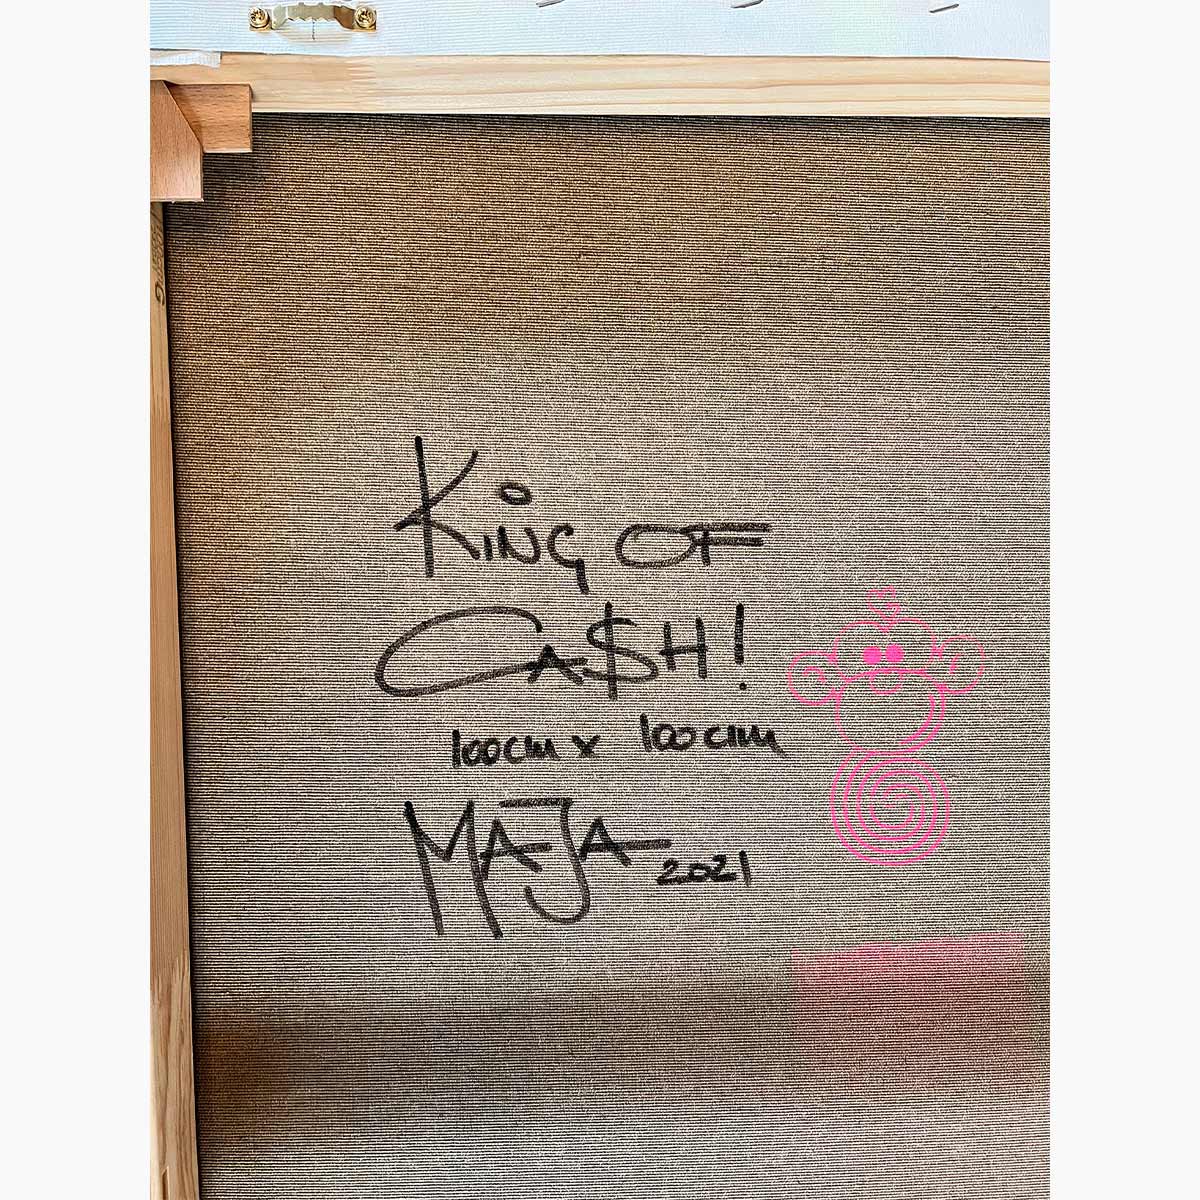 KiNG OF
CA$H!
100cm x 100cm
MAJA 2021